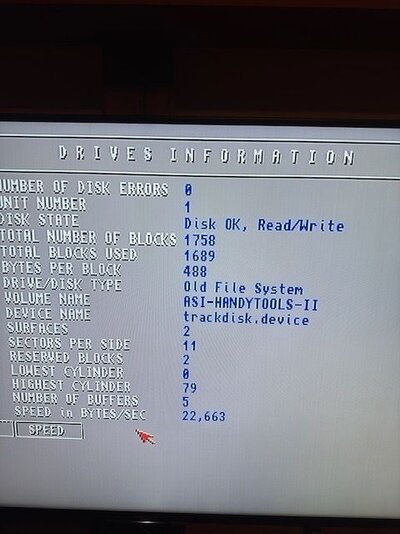 DRIVES INFORMATION
NUMBER OF DISK ERRORS 0
UNIT NUMBER 1
DISK STATE Disk OK, Read/Write
TOTAL NUMBER OF BLOCKS 1758
TOTAL BLOCKS USED 1689
BYTES PER BLOCK 488
DRIVE/DISK TYPE Old File System
VOLUME NAME ASI-HANDYTOOLS-II
DEVICE NAME trackdisk.device
SURFACES 2
SECTORS PER SIDE 11
RESERVED BLOCKS 2
LOWEST CYLINDER 0
HIGHEST CYLINDER 79
NUMBER OF BUFFERS 5
SPEED in BYTES/SEC 22,663
SPEED